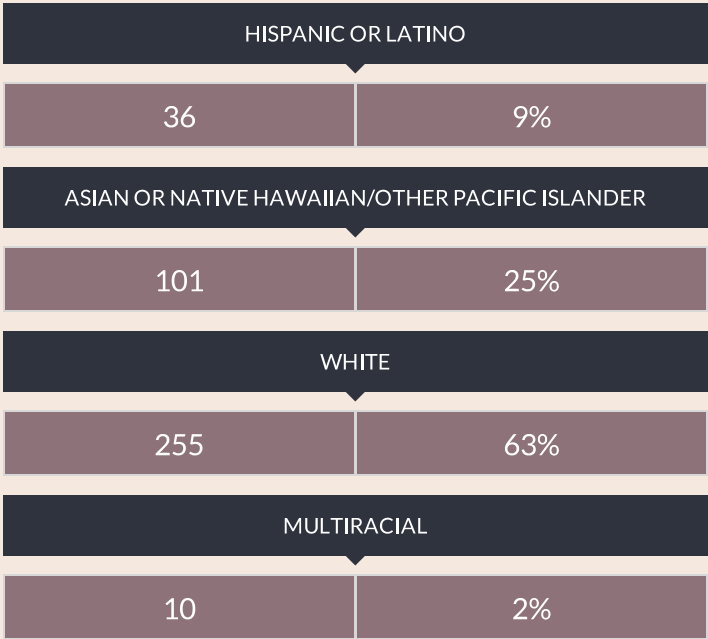 HISPANIC OR LATINO
36 9%
ASIAN OR NATIVE HAWAIIAN/OTHER PACIFIC ISLANDER
101 25%
WHITE
255 63%
MULTIRACIAL
10 2%